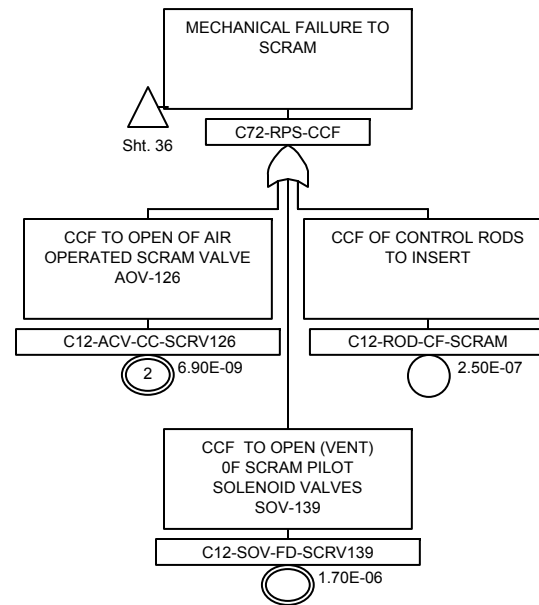 MECHANICAL FAILURE TO
SCRAM
Sht. 36
C72-RPS-CCF
CCF TO OPEN OF AIR
OPERATED SCRAM VALVE
AOV-126
C12-ACV-CC-SCRV126
2
6.90E-09
CCF OF CONTROL RODS
TO INSERT
C12-ROD-CF-SCRAM
2.50E-07
CCF TO OPEN (VENT)
0F SCRAM PILOT
SOLENOID VALVES
SOV-139
C12-SOV-FD-SCRV139
1.70E-06